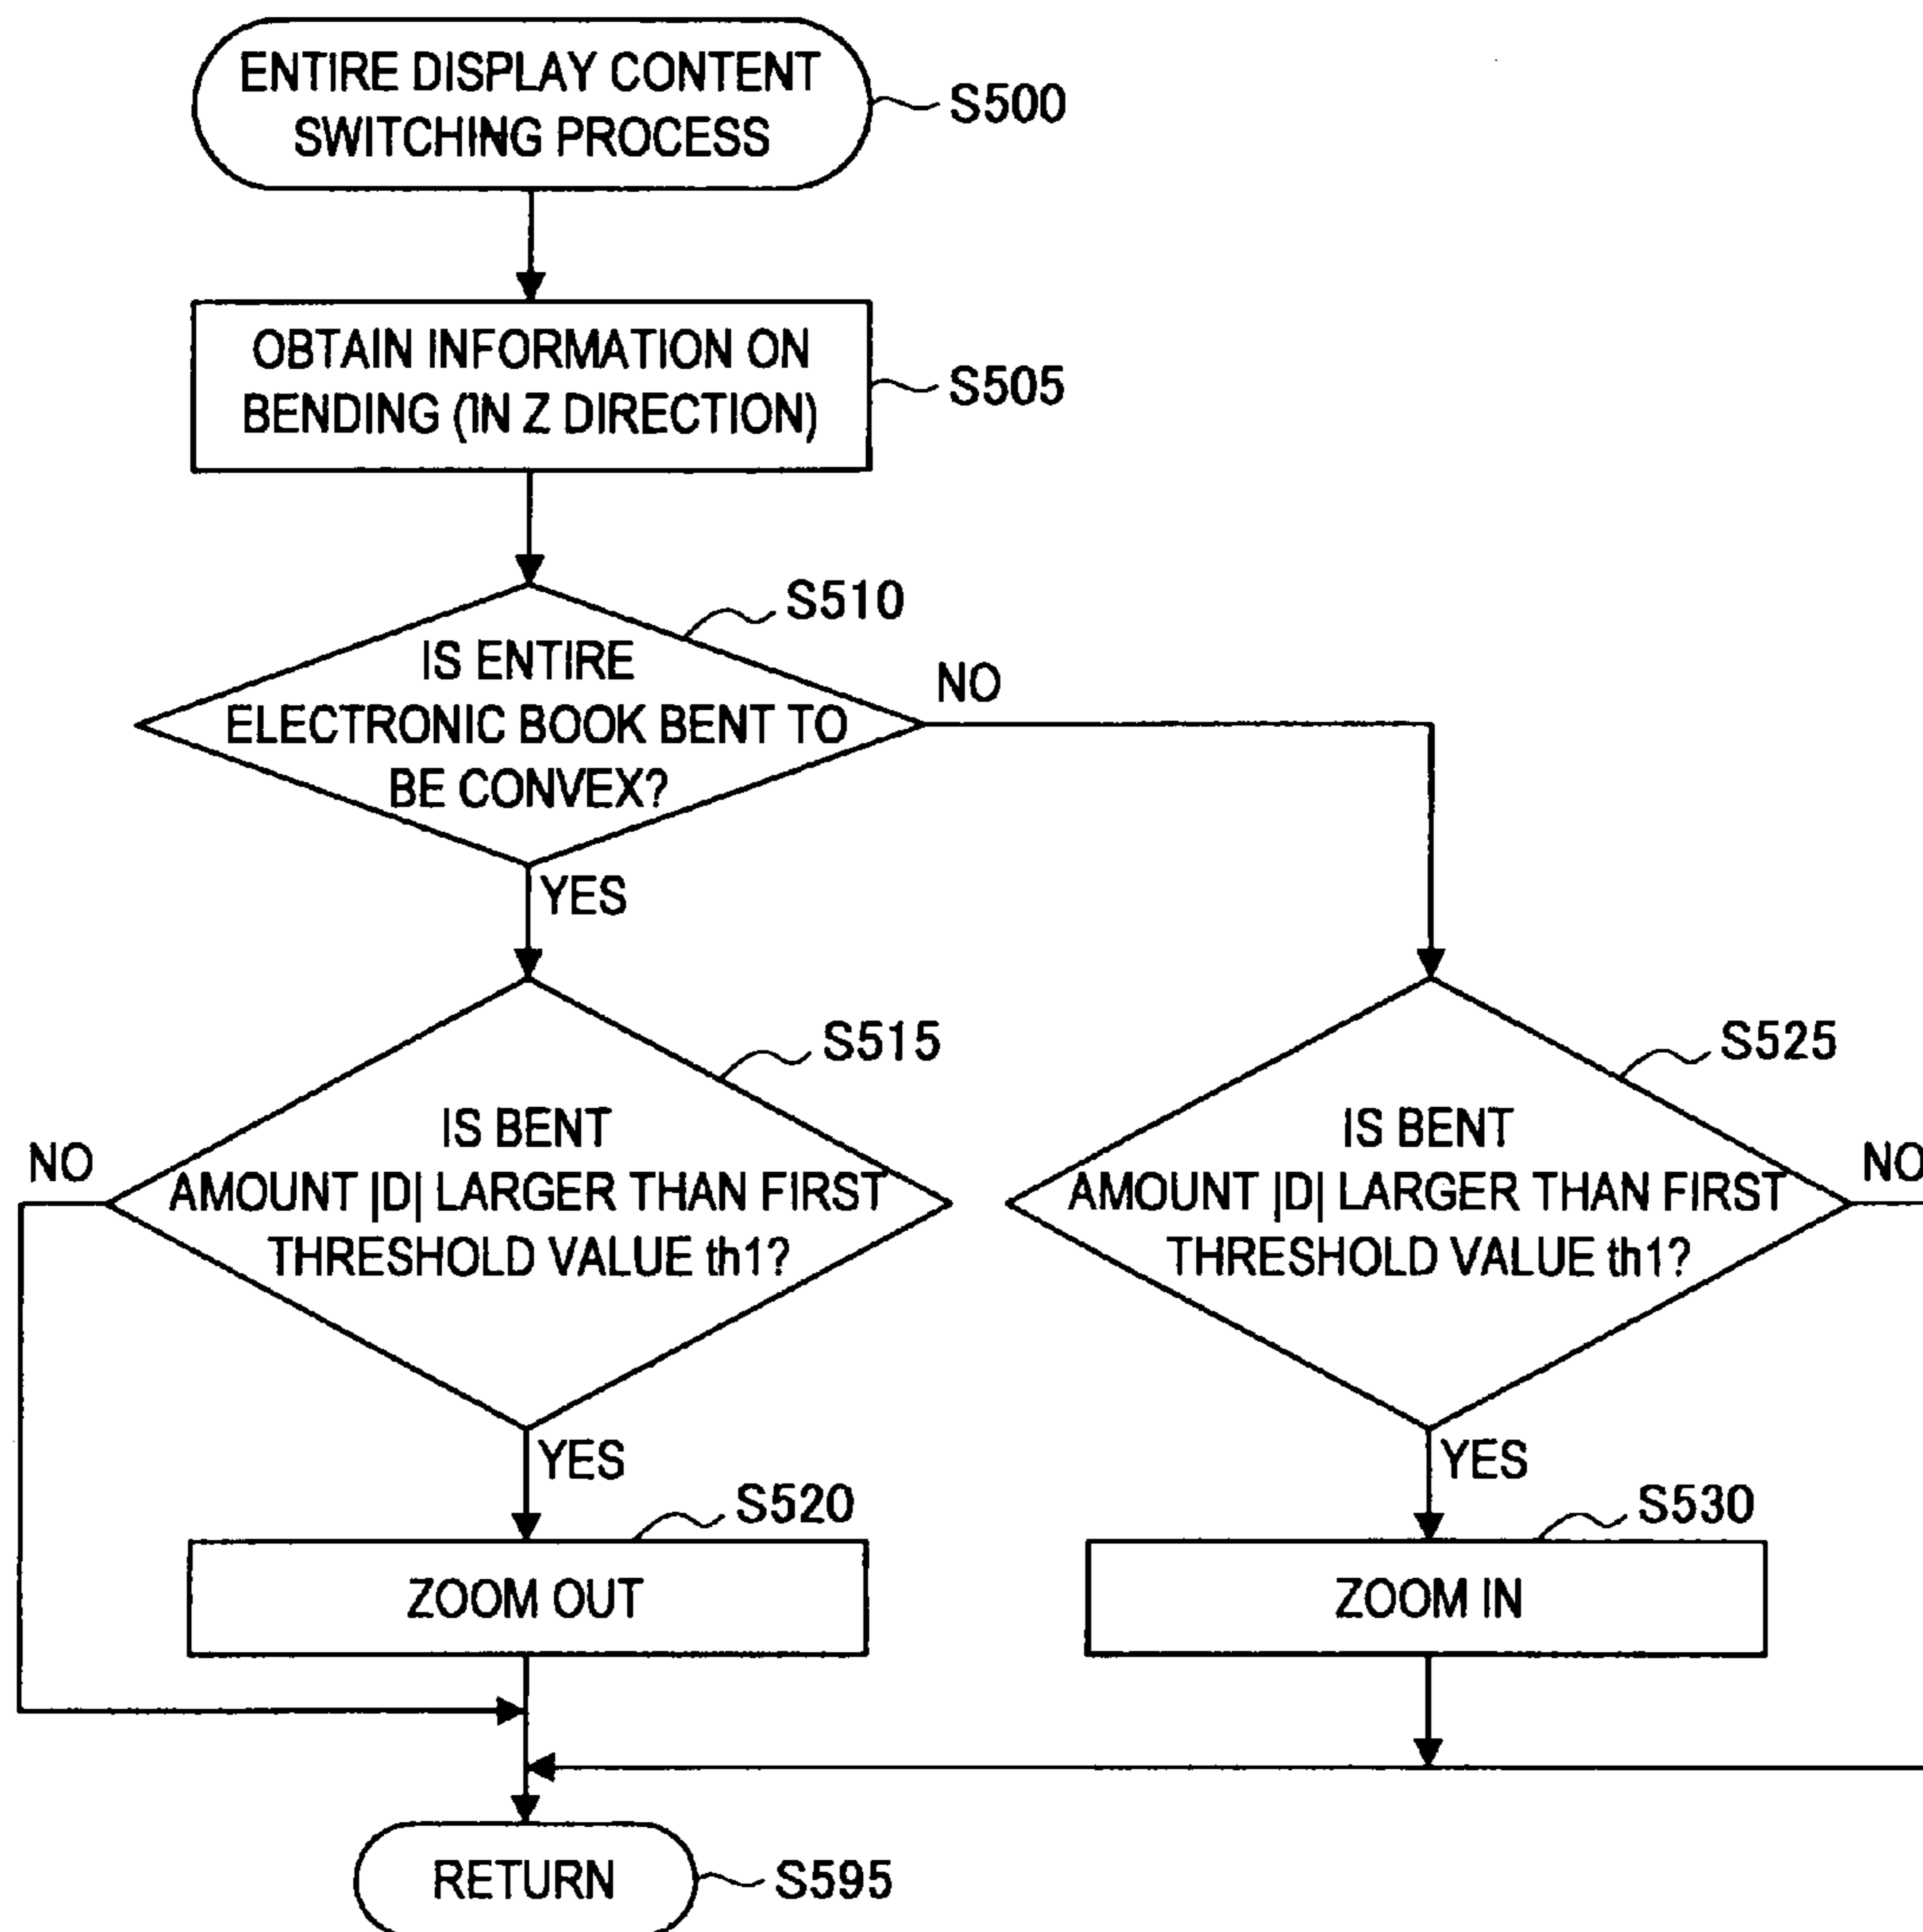 ENTIRE DISPLAY CONTENT
SWITCHING PROCESS
S500
OBTAIN INFORMATION ON
BENDING (IN Z DIRECTION)
S505
S510
IS ENTIRE
ELECTRONIC BOOK BENT TO
BE CONVEX?
NO
YES
S515
IS BENT
AMOUNT |D| LARGER THAN FIRST
THRESHOLD VALUE th1?
NO
YES
S525
IS BENT
AMOUNT |D| LARGER THAN FIRST
THRESHOLD VALUE th1?
NO
YES
S520
ZOOM OUT
S530
ZOOM IN
RETURN
S595